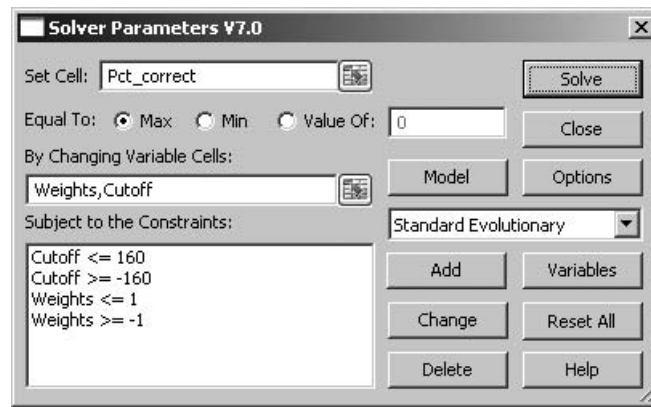 Solver Parameters V7.0
Set Cell: Pct_correct
Solve
Equal To: Max Min Value Of: 0
Close
By Changing Variable Cells:
Weights,Cutoff
Model
Options
Subject to the Constraints:
Standard Evolutionary
Cutoff <= 160
Cutoff >= -160
Weights <= 1
Weights >= -1
Add
Variables
Change
Reset All
Delete
Help